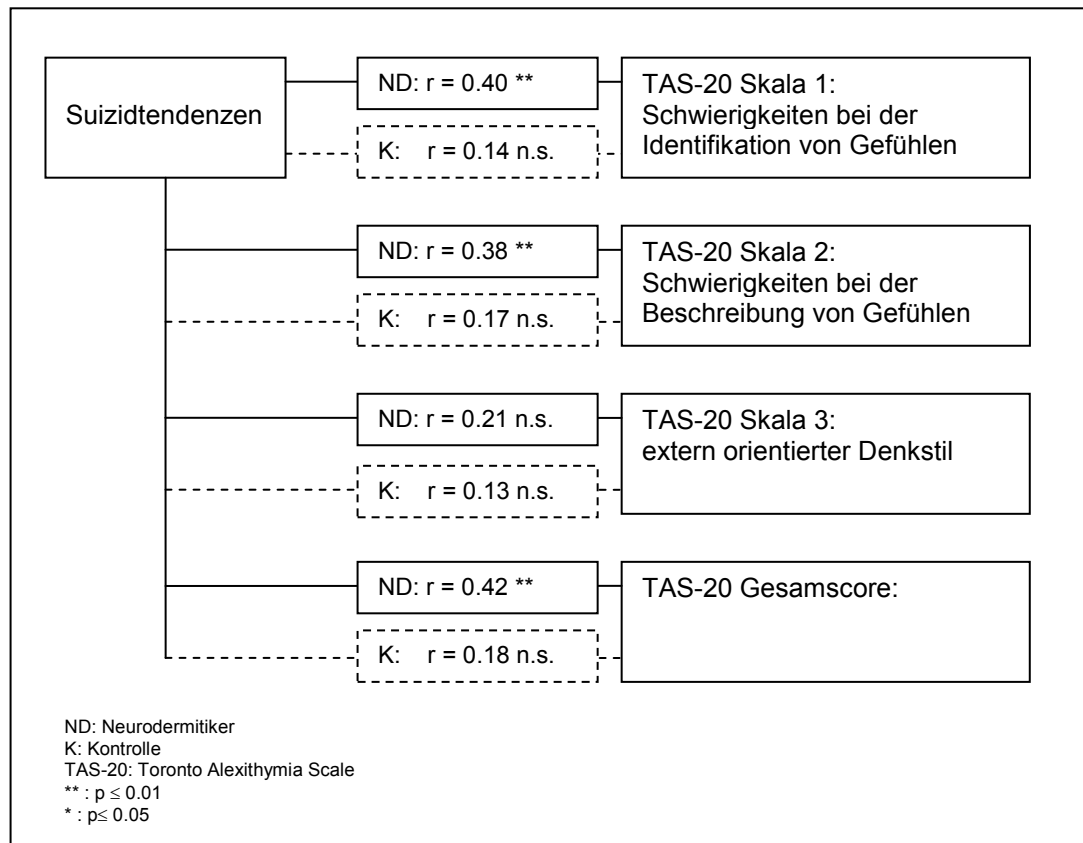 Suizidtendenzen
ND: r = 0.40 **
K: r = 0.14 n.s.
TAS-20 Skala 1:
Schwierigkeiten bei der
Identifikation von Gefühlen
ND: r = 0.38 **
K: r = 0.17 n.s.
TAS-20 Skala 2:
Schwierigkeiten bei der
Beschreibung von Gefühlen
ND: r = 0.21 n.s.
K: r = 0.13 n.s.
TAS-20 Skala 3:
extern orientierter Denkstil
ND: r = 0.42 **
K: r = 0.18 n.s.
TAS-20 Gesamscore:
ND: Neurodermitiker
K: Kontrolle
TAS-20: Toronto Alexithymia Scale
** : p ≤ 0.01
* : p≤ 0.05